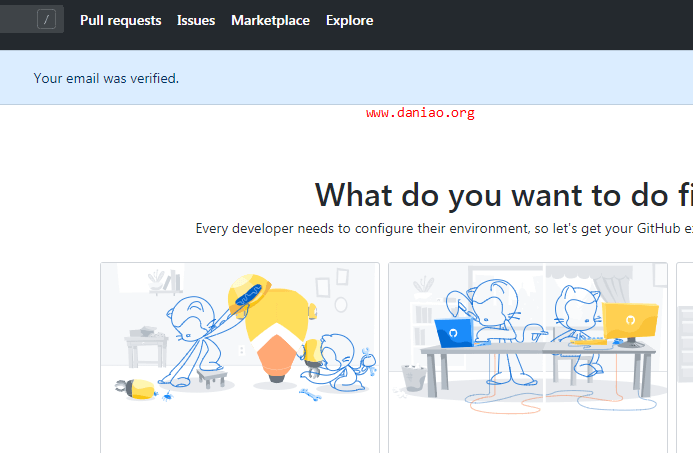 / Pull requests Issues Marketplace Explore
Your email was verified.
www.daniao.org
What do you want to do fi
Every developer needs to configure their environment, so let's get your GitHub e